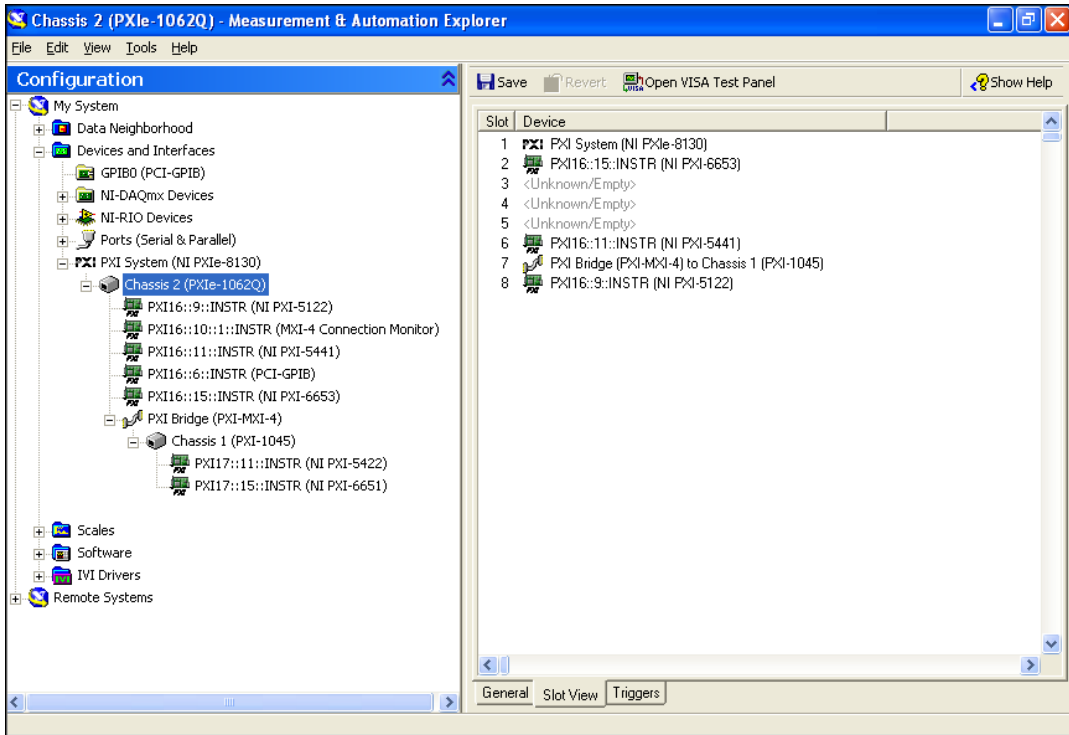 Chassis 2 (PXIe-1062Q) - Measurement & Automation Explorer
File Edit View Tools Help
Configuration
My System
Data Neighborhood
Devices and Interfaces
GPIB0 (PCI-GPIB)
NI-DAQmx Devices
NI-RIO Devices
Ports (Serial & Parallel)
PXI PXI System (NI PXIe-8130)
Chassis 2 (PXIe-1062Q)
PXI16::9::INSTR (NI PXI-5122)
PXI16::10::1::INSTR (MXI-4 Connection Monitor)
PXI16::11::INSTR (NI PXI-5441)
PXI16::6::INSTR (PCI-GPIB)
PXI16::15::INSTR (NI PXI-6653)
PXI Bridge (PXI-MXI-4)
Chassis 1 (PXI-1045)
PXI17::11::INSTR (NI PXI-5422)
PXI17::15::INSTR (NI PXI-6651)
Scales
Software
IVI Drivers
Remote Systems
Save Revert Open VISA Test Panel Show Help
Slot Device
1 PXI PXI System (NI PXIe-8130)
2 PXI16::15::INSTR (NI PXI-6653)
3 <Unknown/Empty>
4 <Unknown/Empty>
5 <Unknown/Empty>
6 PXI16::11::INSTR (NI PXI-5441)
7 PXI Bridge (PXI-MXI-4) to Chassis 1 (PXI-1045)
8 PXI16::9::INSTR (NI PXI-5122)
General Slot View Triggers